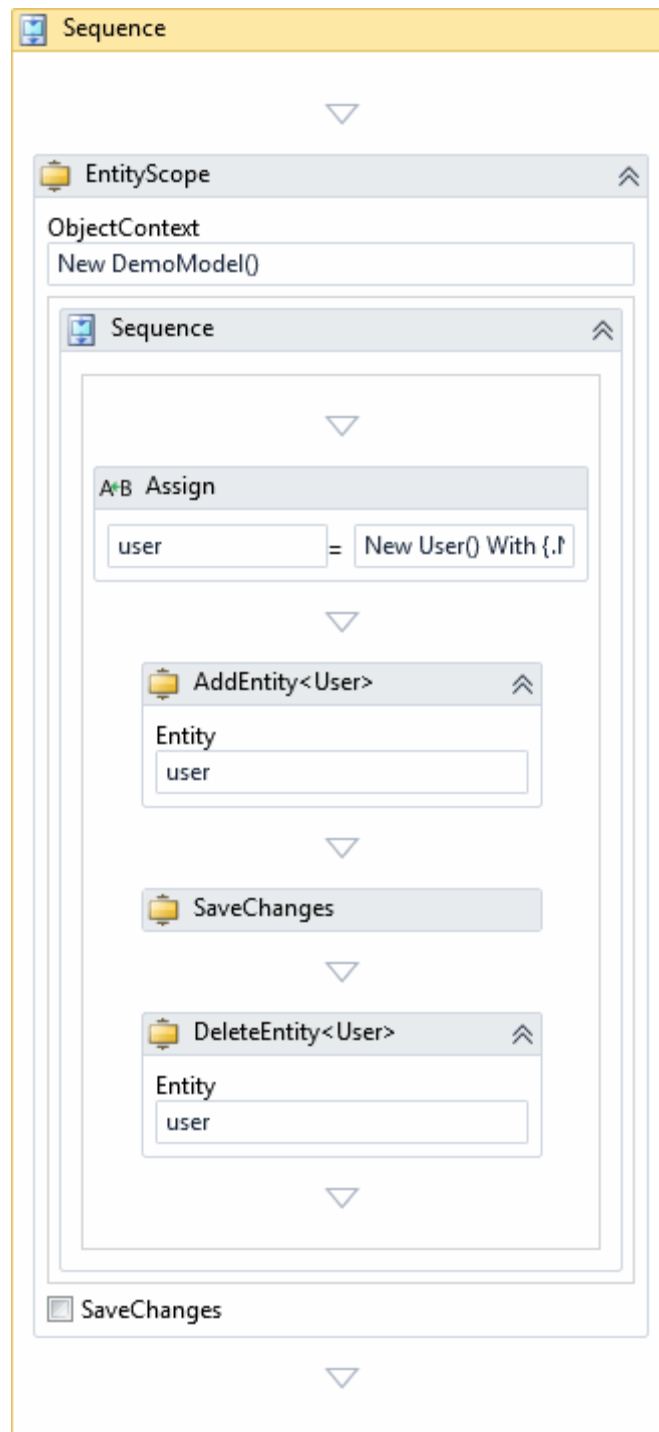 Sequence
EntityScope
ObjectContext
New DemoModel()
Sequence
A+B Assign
user = New User() With {.N
AddEntity<User>
Entity
user
SaveChanges
DeleteEntity<User>
Entity
user
SaveChanges